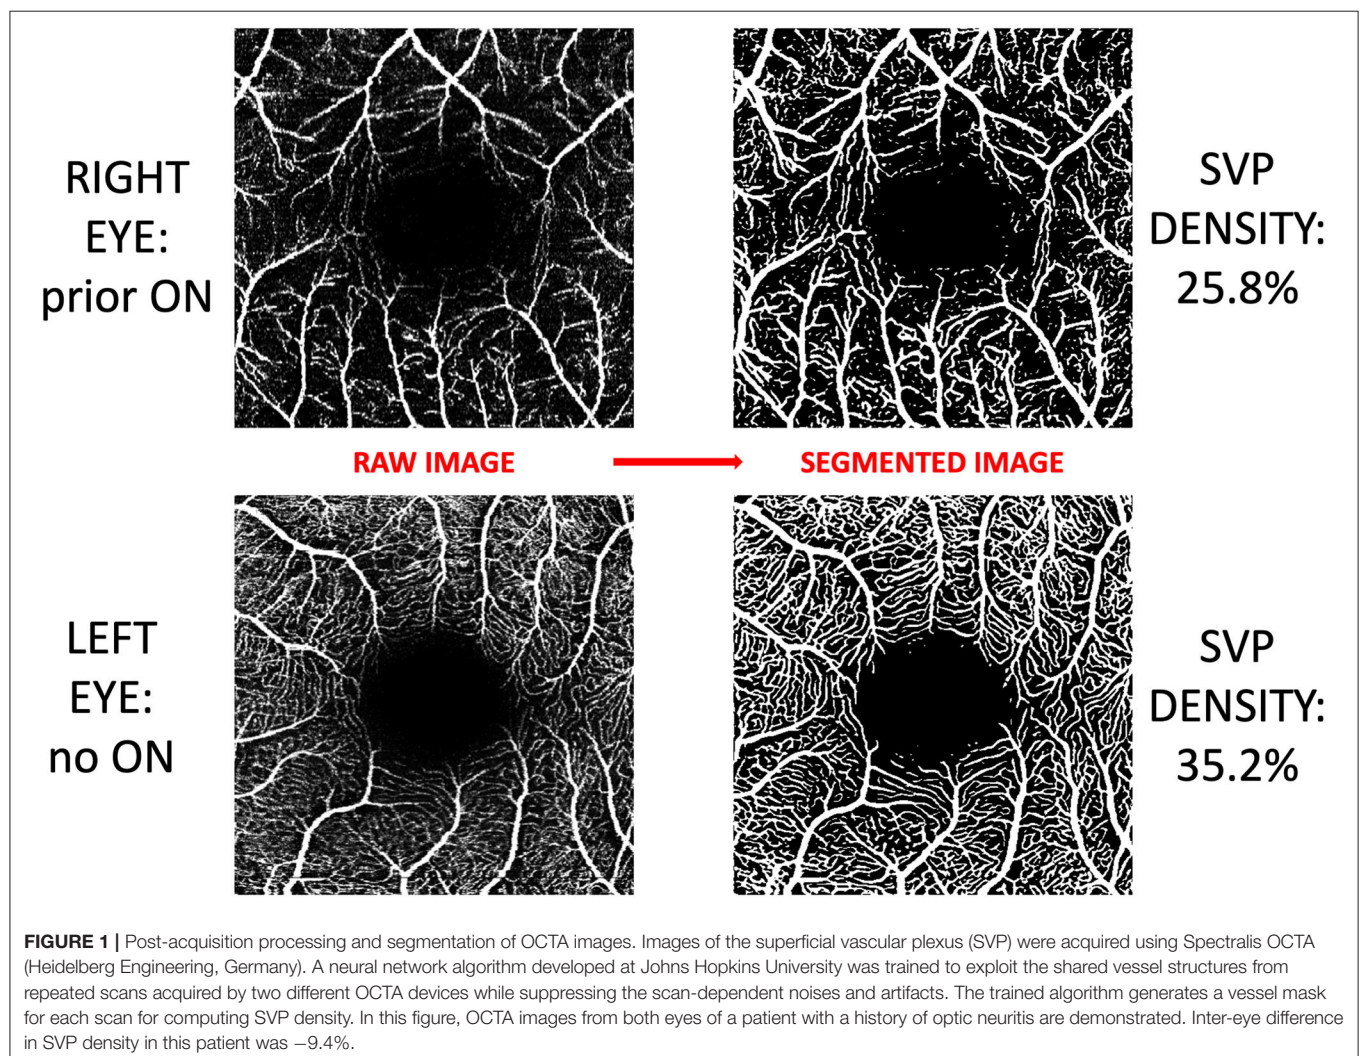 RIGHT
EYE:
prior ON
SVP
DENSITY:
25.8%
RAW IMAGE
SEGMENTED IMAGE
LEFT
EYE:
no ON
SVP
DENSITY:
35.2%
FIGURE 1 | Post-acquisition processing and segmentation of OCTA images. Images of the superficial vascular plexus (SVP) were acquired using Spectralis OCTA
(Heidelberg Engineering, Germany). A neural network algorithm developed at Johns Hopkins University was trained to exploit the shared vessel structures from
repeated scans acquired by two different OCTA devices while suppressing the scan-dependent noises and artifacts. The trained algorithm generates a vessel mask
for each scan for computing SVP density. In this figure, OCTA images from both eyes of a patient with a history of optic neuritis are demonstrated. Inter-eye difference
in SVP density in this patient was −9.4%.